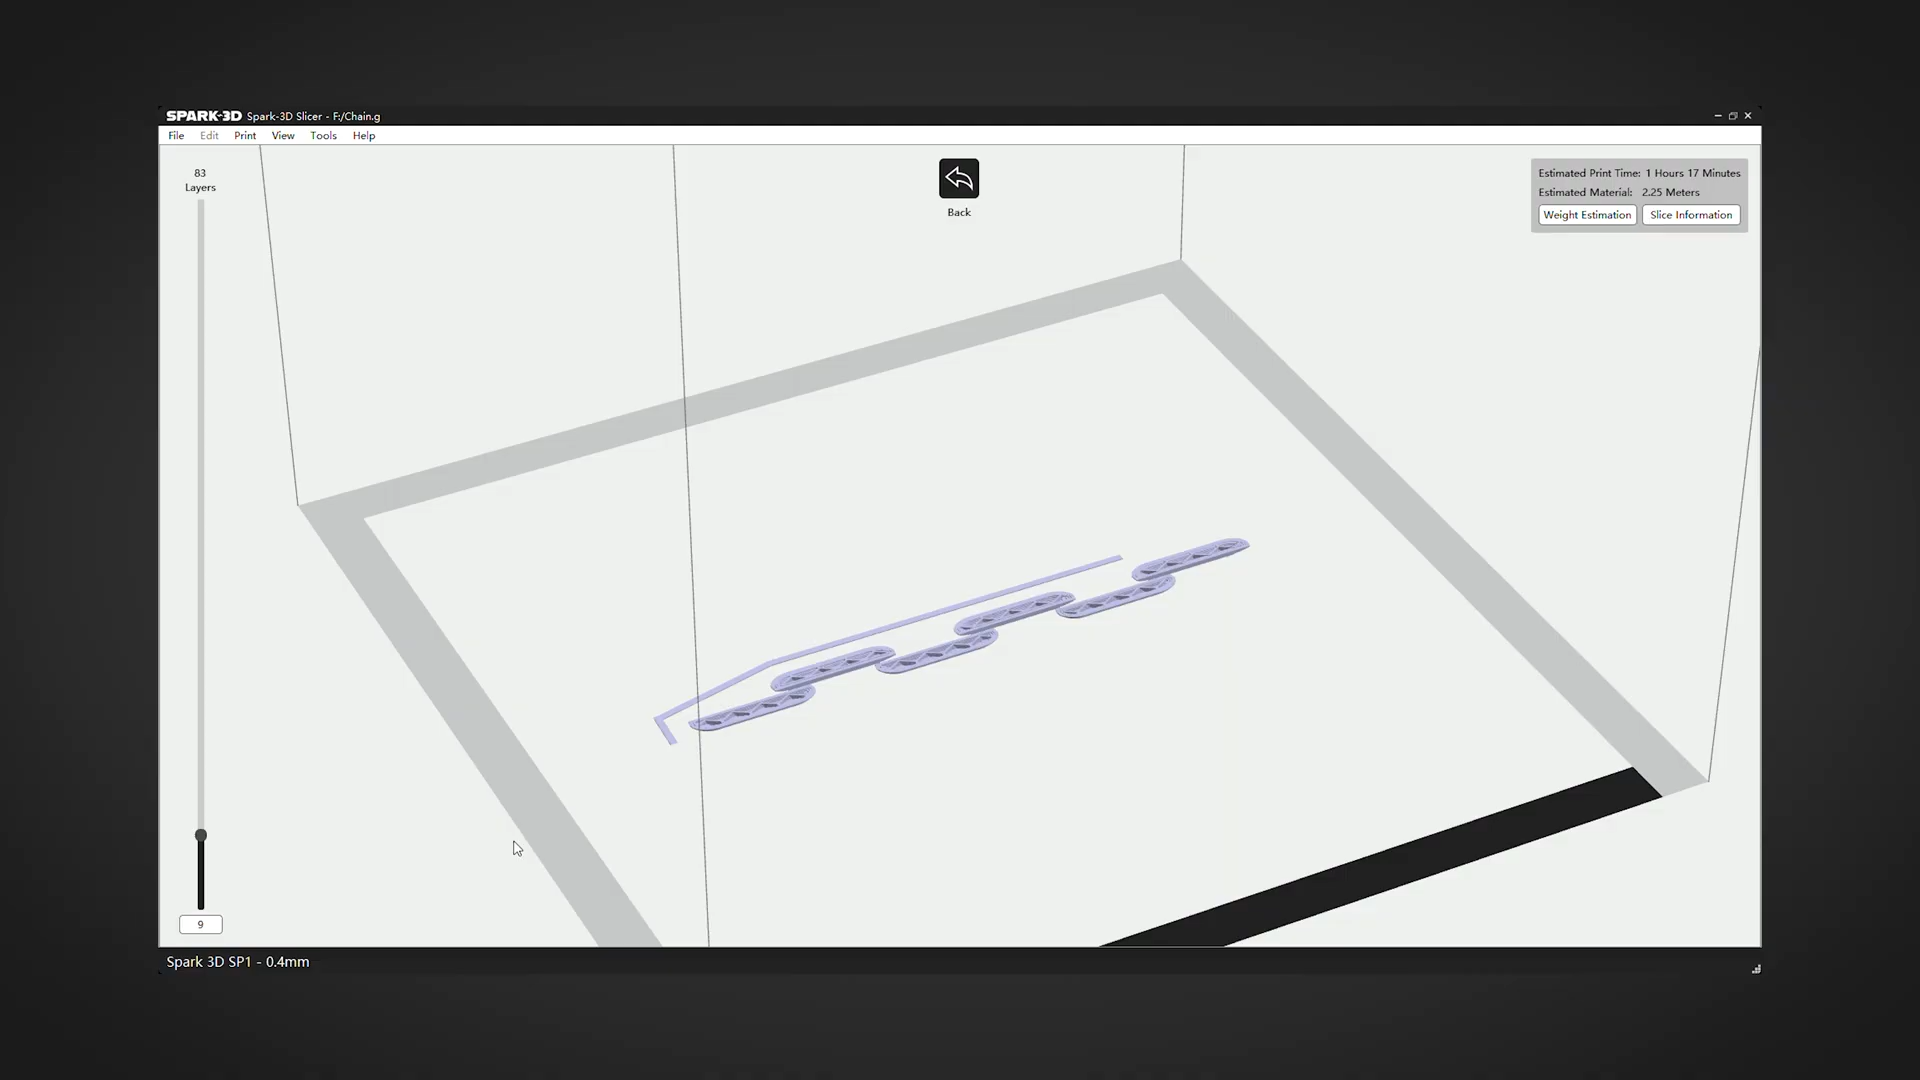 SPARK-3D Spark-3D Slicer - F:/Chain.g
File Edit Print View Tools Help
83
Layers
Back
Estimated Print Time: 1 Hours 17 Minutes
Estimated Material: 2.25 Meters
Weight Estimation Slice Information
9
Spark 3D SP1 - 0.4mm